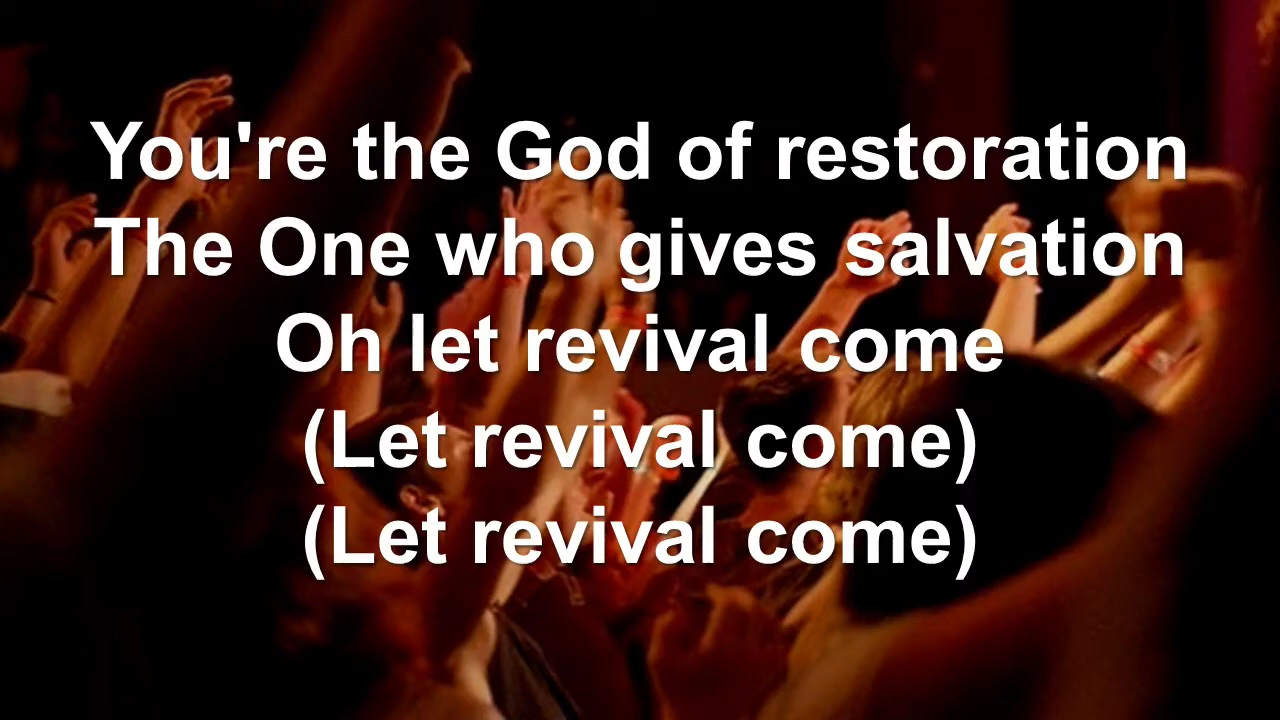 You're the God of restoration
The One who gives salvation
Oh let revival come
(Let revival come)
(Let revival come)